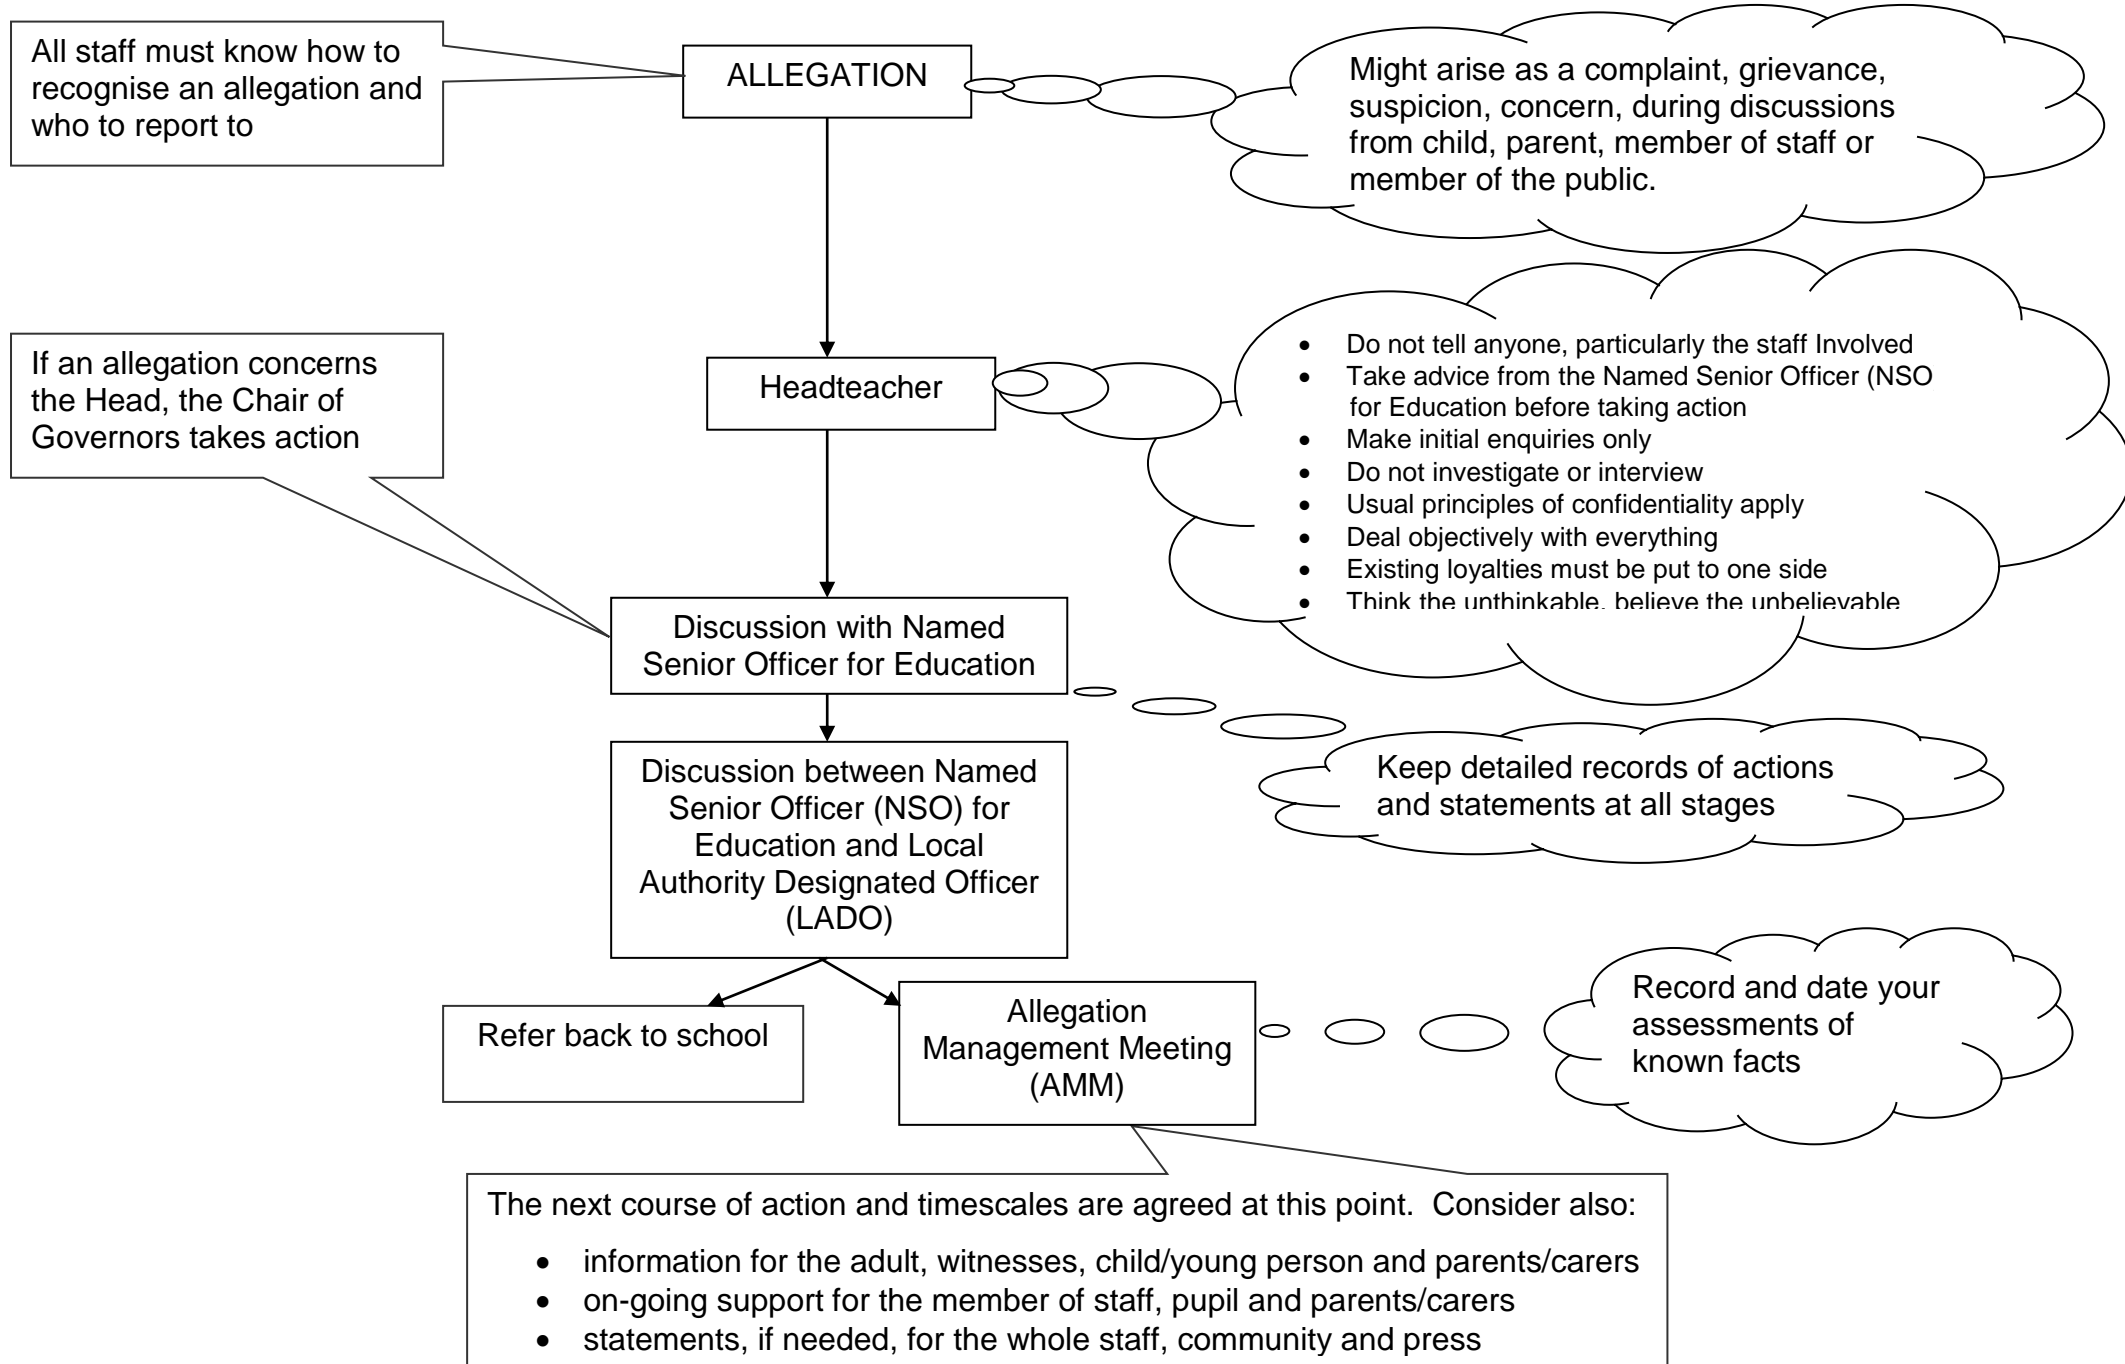 All staff must know how to
recognise an allegation and
who to report to
ALLEGATION
Might arise as a complaint, grievance,
suspicion, concern, during discussions
from child, parent, member of staff or
member of the public.
If an allegation concerns
the Head, the Chair of
Governors takes action
Headteacher
• Do not tell anyone, particularly the staff Involved
• Take advice from the Named Senior Officer (NSO
for Education before taking action
• Make initial enquiries only
• Do not investigate or interview
• Usual principles of confidentiality apply
• Deal objectively with everything
• Existing loyalties must be put to one side
• Think the unthinkable, believe the unbelievable
Discussion with Named
Senior Officer for Education
Keep detailed records of actions
and statements at all stages
Discussion between Named
Senior Officer (NSO) for
Education and Local
Authority Designated Officer
(LADO)
Refer back to school
Allegation
Management Meeting
(AMM)
Record and date your
assessments of
known facts
The next course of action and timescales are agreed at this point.  Consider also:
• information for the adult, witnesses, child/young person and parents/carers
• on-going support for the member of staff, pupil and parents/carers
• statements, if needed, for the whole staff, community and press